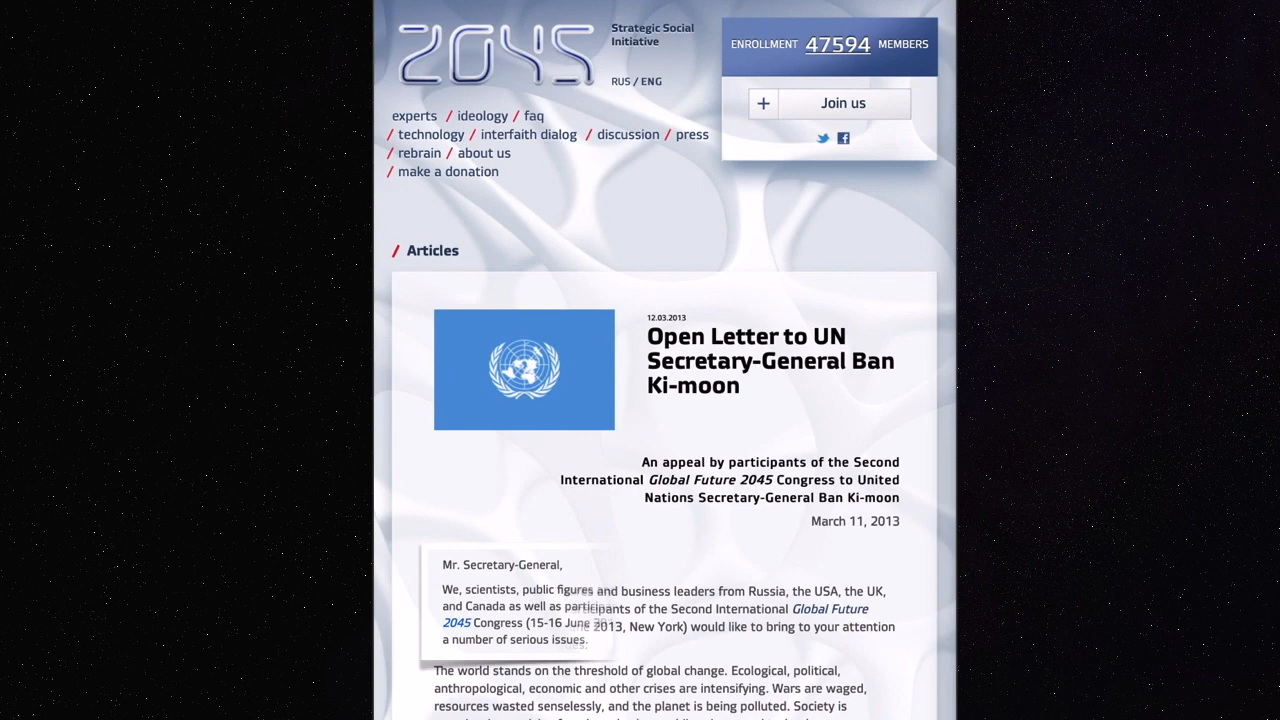 2045
Strategic Social
Initiative
RUS / ENG
ENROLLMENT 47594 MEMBERS
+ Join us
experts / ideology / faq
/ technology / interfaith dialog / discussion / press
/ rebrain / about us
/ make a donation
/ Articles
12.03.2013
Open Letter to UN
Secretary-General Ban
Ki-moon
An appeal by participants of the Second
International Global Future 2045 Congress to United
Nations Secretary-General Ban Ki-moon
March 11, 2013
Mr. Secretary-General,
We, scientists, public figures and business leaders from Russia, the USA, the UK,
and Canada as well as participants of the Second International Global Future
2045 Congress (15-16 June 2013, New York) would like to bring to your attention
a number of serious issues.
The world stands on the threshold of global change. Ecological, political,
anthropological, economic and other crises are intensifying. Wars are waged,
resources wasted senselessly, and the planet is being polluted. Society is